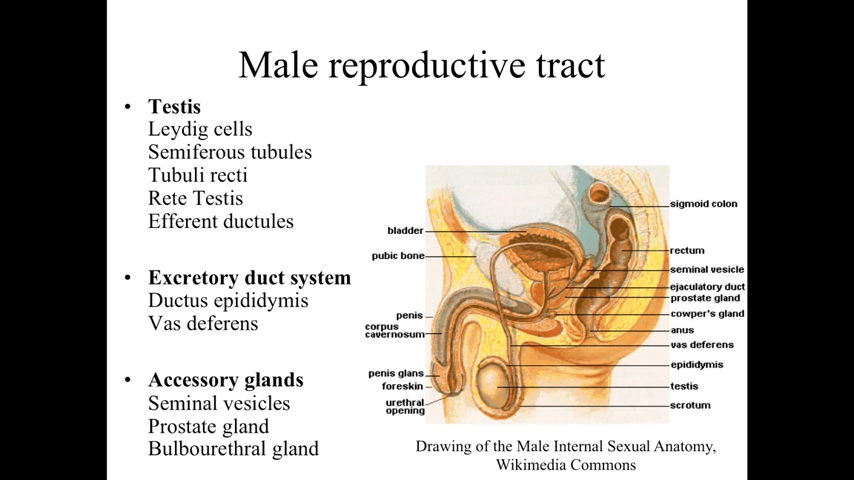 Male reproductive tract
• Testis
Leydig cells
Semiferous tubules
Tubuli recti
Rete Testis
Efferent ductules
• Excretory duct system
Ductus epididymis
Vas deferens
• Accessory glands
Seminal vesicles
Prostate gland
Bulbourethral gland
bladder
pubic bone
penis
corpus
cavernosum
penis glans
foreskin
urethral
opening
sigmoid colon
rectum
seminal vesicle
ejaculatory duct
prostate gland
cowper's gland
anus
vas deferens
epididymis
testis
scrotum
Drawing of the Male Internal Sexual Anatomy,
Wikimedia Commons